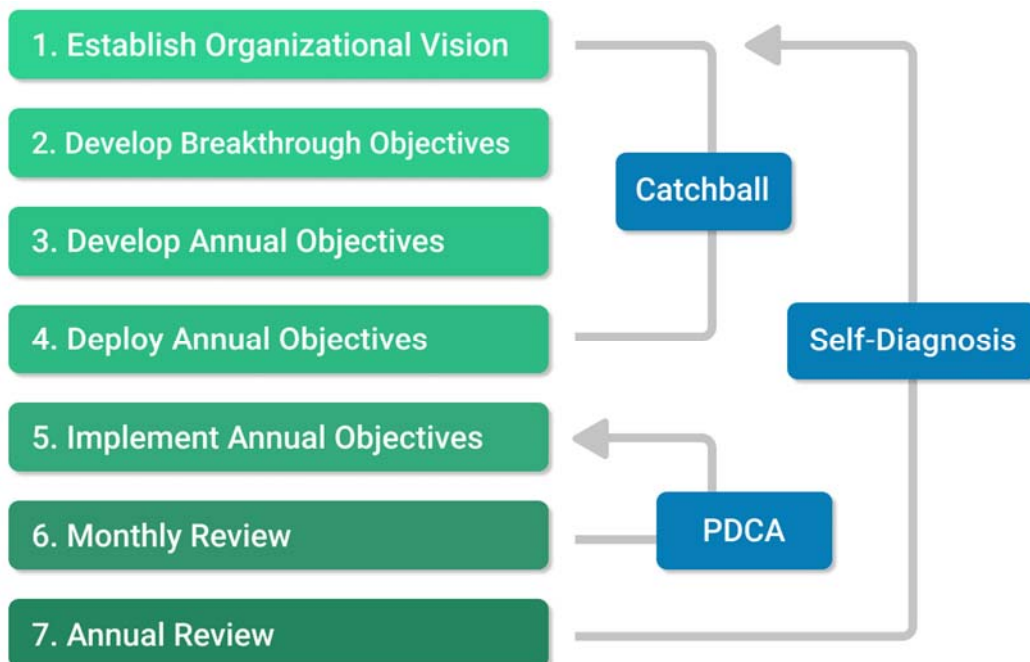 1. Establish Organizational Vision
2. Develop Breakthrough Objectives
Catchball
3. Develop Annual Objectives
4. Deploy Annual Objectives
Self-Diagnosis
5. Implement Annual Objectives
6. Monthly Review
PDCA
7. Annual Review